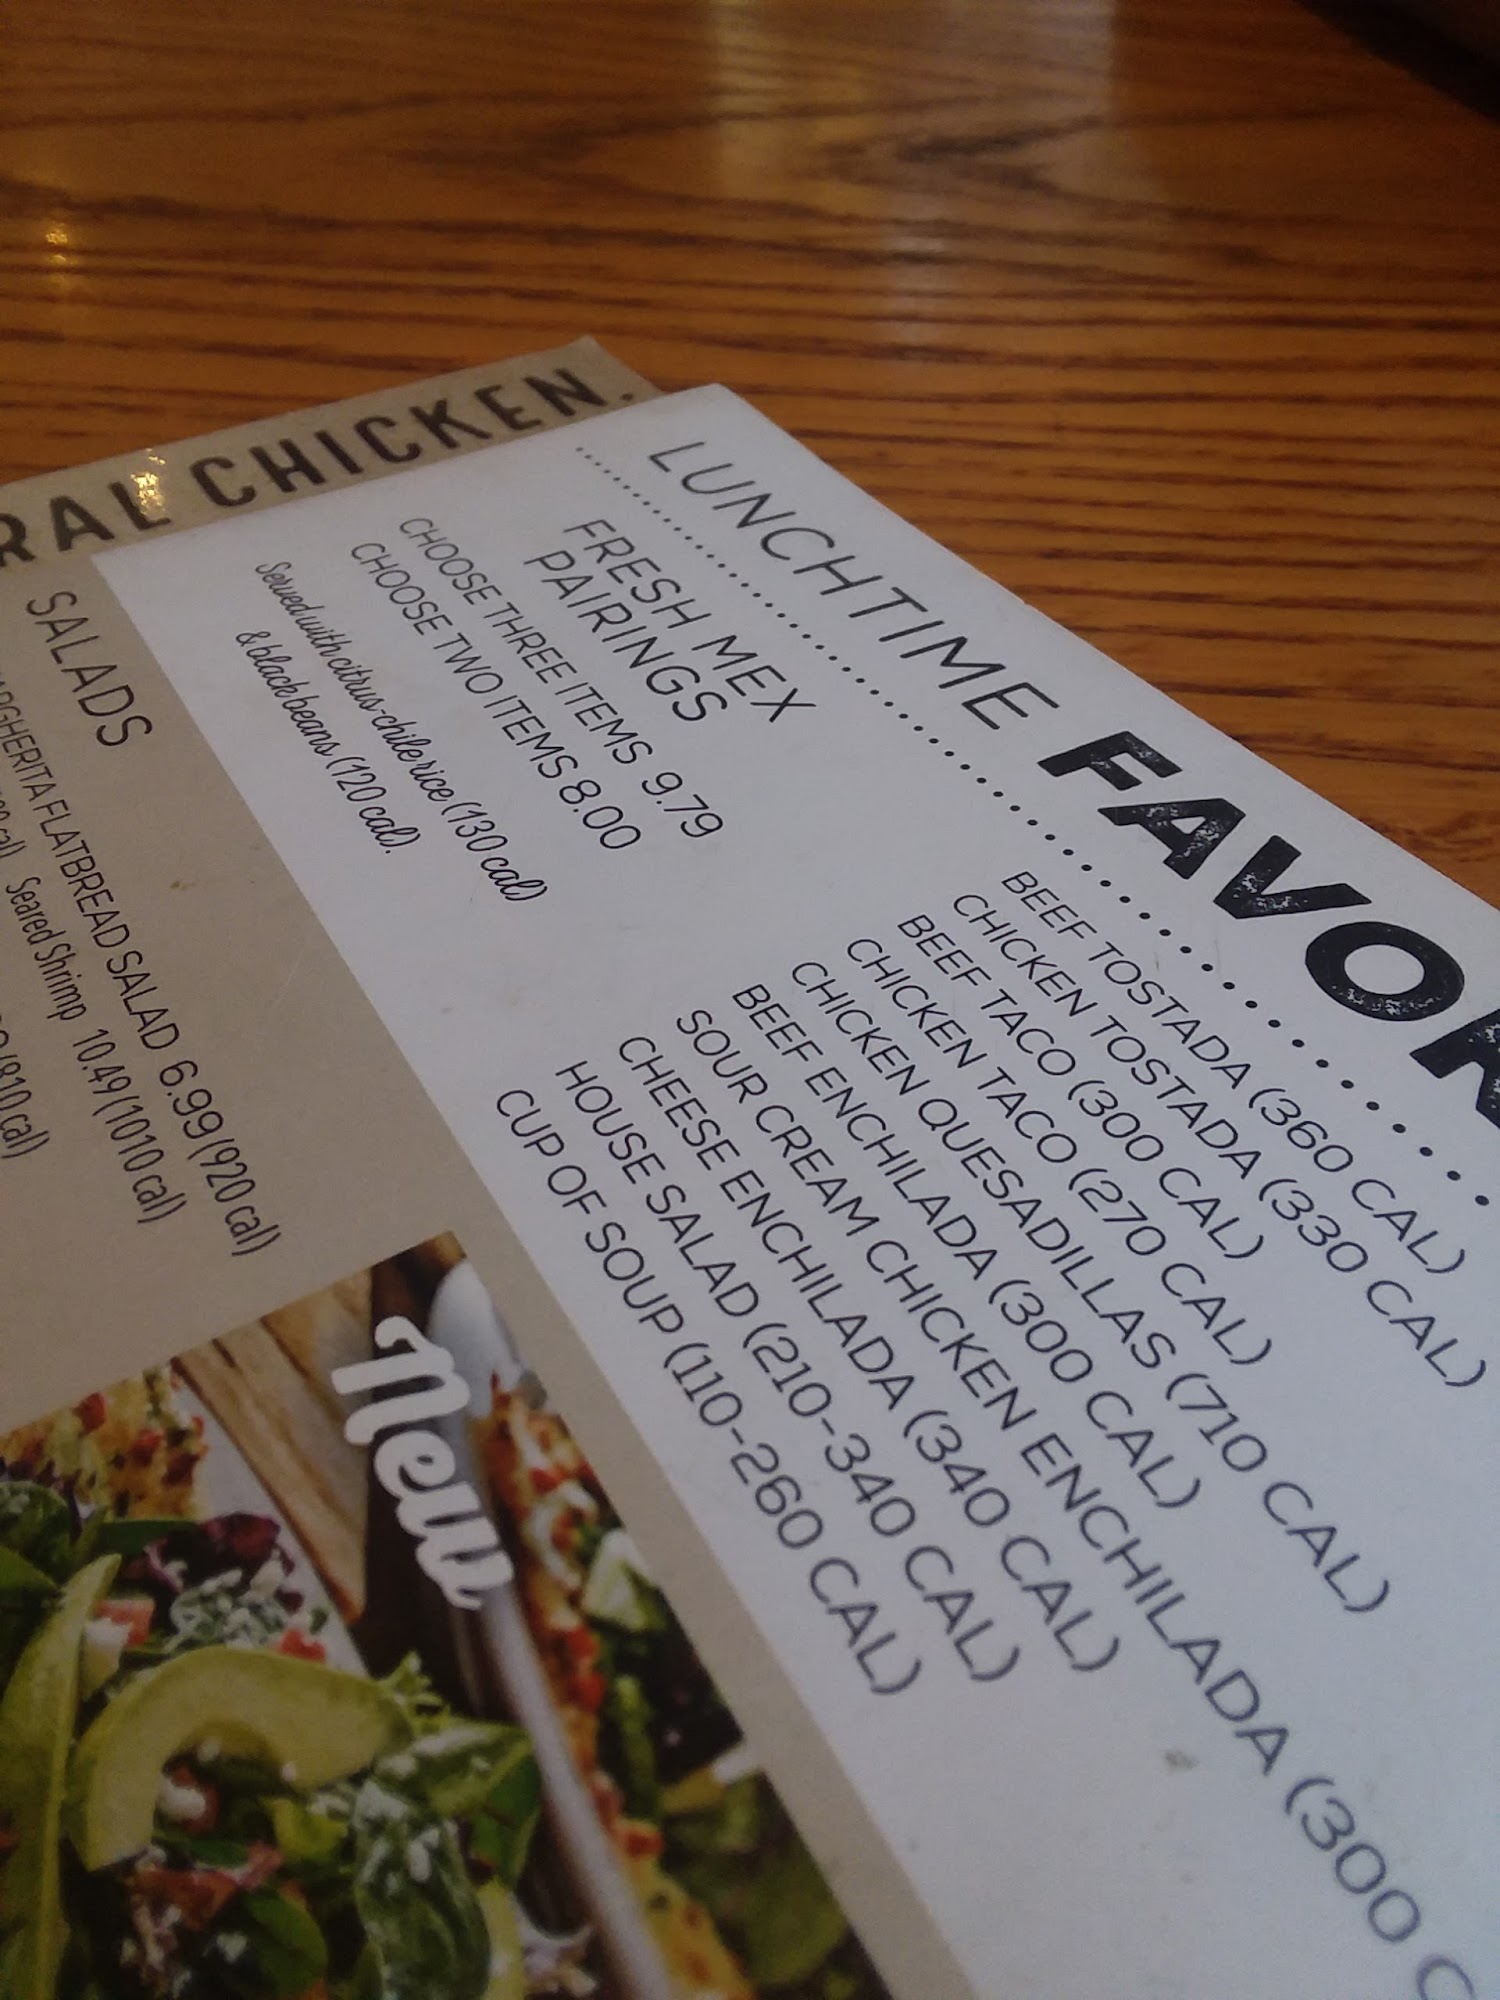 RAL CHICKEN.
LUNCHTIME FAVOR
FRESH MEX
PAIRINGS
CHOOSE THREE ITEMS 9.79
CHOOSE TWO ITEMS 8.00
Served with citrus-chile rice (130 cal)
& black beans (120 cal).
BEEF TOSTADA (360 CAL)
CHICKEN TOSTADA (330 CAL)
BEEF TACO (300 CAL)
CHICKEN TACO (270 CAL)
CHICKEN QUESADILLAS (710 CAL)
BEEF ENCHILADA (300 CAL)
SOUR CREAM CHICKEN ENCHILADA (300 C
CHEESE ENCHILADA (340 CAL)
HOUSE SALAD (210-340 CAL)
CUP OF SOUP (110-260 CAL)
SALADS
ARGHERITA FLATBREAD SALAD 6.99 (920 cal)
cal) Seared Shrimp 10.49 (1010 cal)
(810 cal)
New